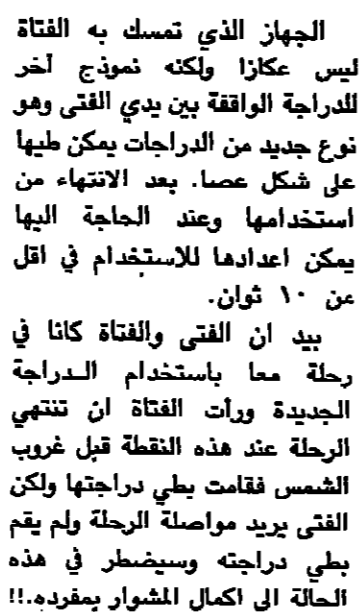 الجهاز الذي تمسك به الفتاة
ليس عكازا ولكنه نموذج آخر
للدراجة الواقفة بين يدي الفتى وهو
نوع جديد من الدراجات يمكن طيها
على شكل عصا. بعد الانتهاء من
استخدامها وعند الحاجة اليها
يمكن اعدادها للاستخدام في اقل
من ١٠ ثوان.
بيد ان الفتى والفتاة كانا في
رحلة معا باستخدام الــدراجة
الجديدة ورأت الفتاة ان تنتهي
الرحلة عند هذه النقطة قبل غروب
الشمس فقامت بطي دراجتها ولكن
الفتى يريد مواصلة الرحلة ولم يقم
بطي دراجته وسيضطر في هذه
الحالة الى اكمال المشوار بمفرده.!!